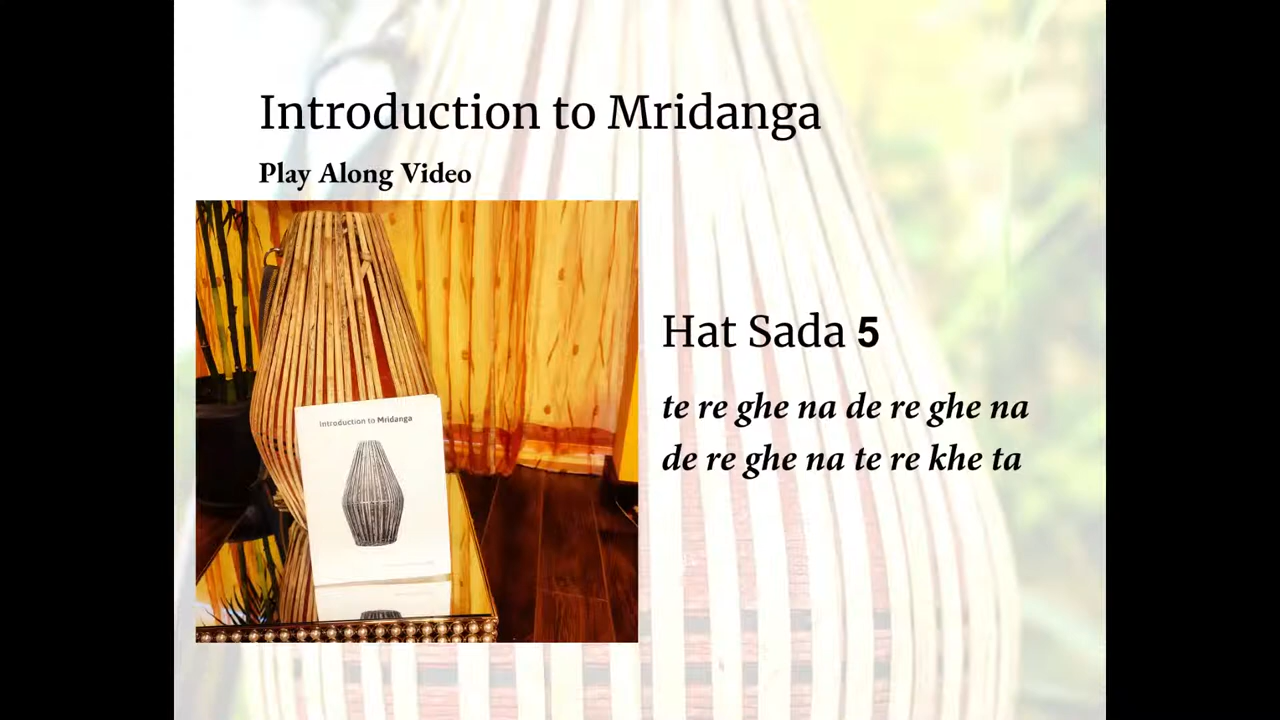 Introduction to Mridanga
Play Along Video
Introduction to Mridanga
Hat Sada 5
te re ghe na de re ghe na
de re ghe na te re khe ta